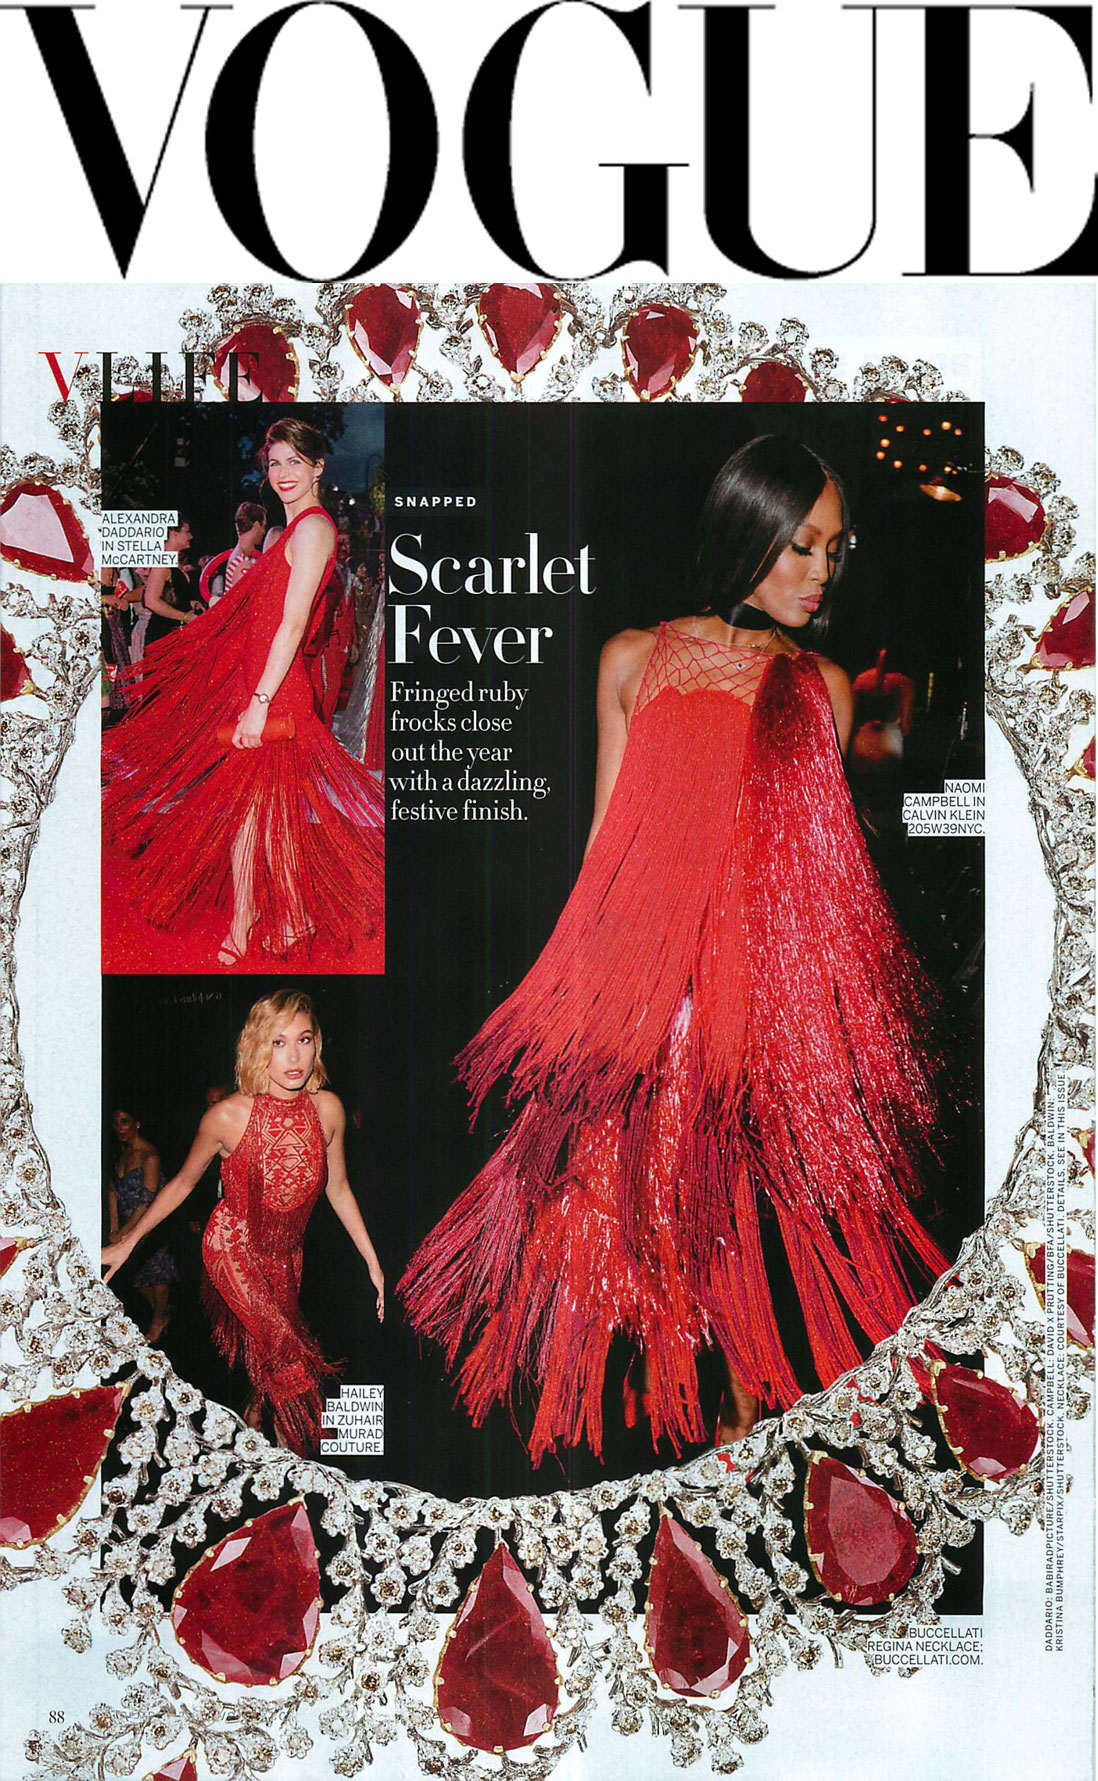 VOGUE
V LIFE
ALEXANDRA
DADDARIO
IN STELLA
McCARTNEY.
SNAPPED
Scarlet
Fever
Fringed ruby
frocks close
out the year
with a dazzling,
festive finish.
NAOMI
CAMPBELL IN
CALVIN KLEIN
205W39NYC.
HAILEY
BALDWIN
IN ZUHAIR
MURAD
COUTURE.
BUCCELLATI
REGINA NECKLACE;
BUCCELLATI.COM.
DADDARIO: BABIRADPICTURE/SHUTTERSTOCK. CAMPBELL: DAVID X PRUTTING/BFA/SHUTTERSTOCK. BALDWIN:
KRISTINA BUMPHREY/STARPIX/SHUTTERSTOCK. NECKLACE: COURTESY OF BUCCELLATI. DETAILS, SEE IN THIS ISSUE.
88